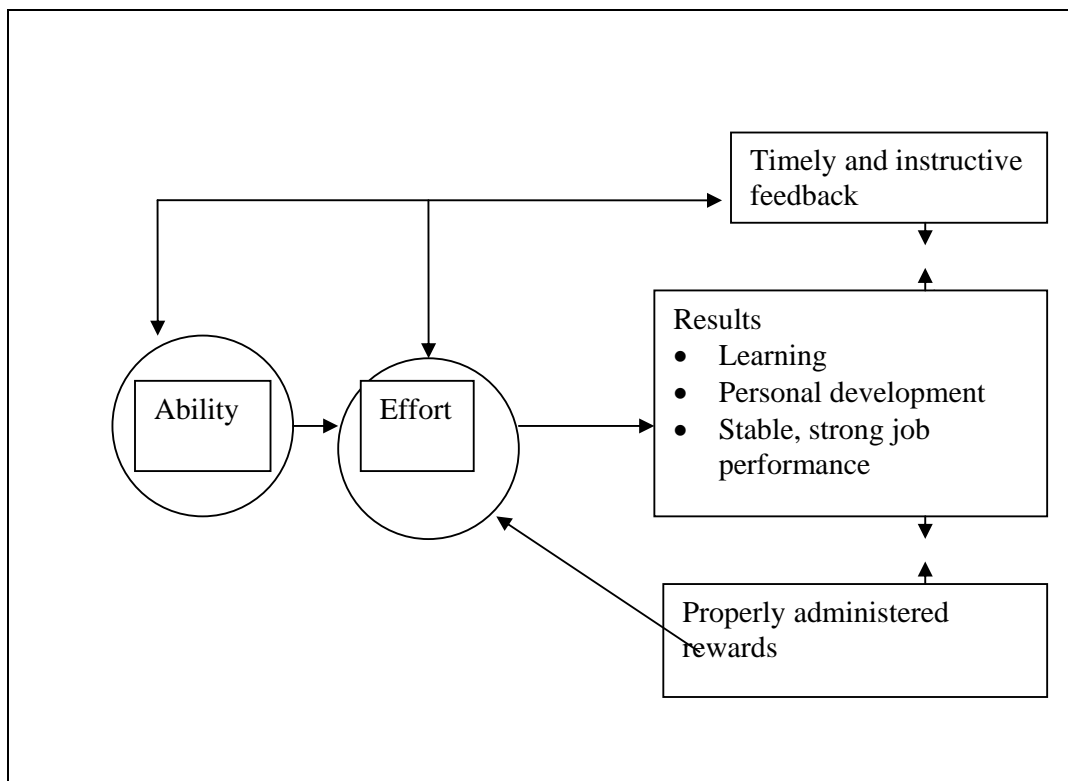 Timely and instructive
feedback
Results
• Learning
• Personal development
• Stable, strong job
performance
Ability
Effort
Properly administered
rewards